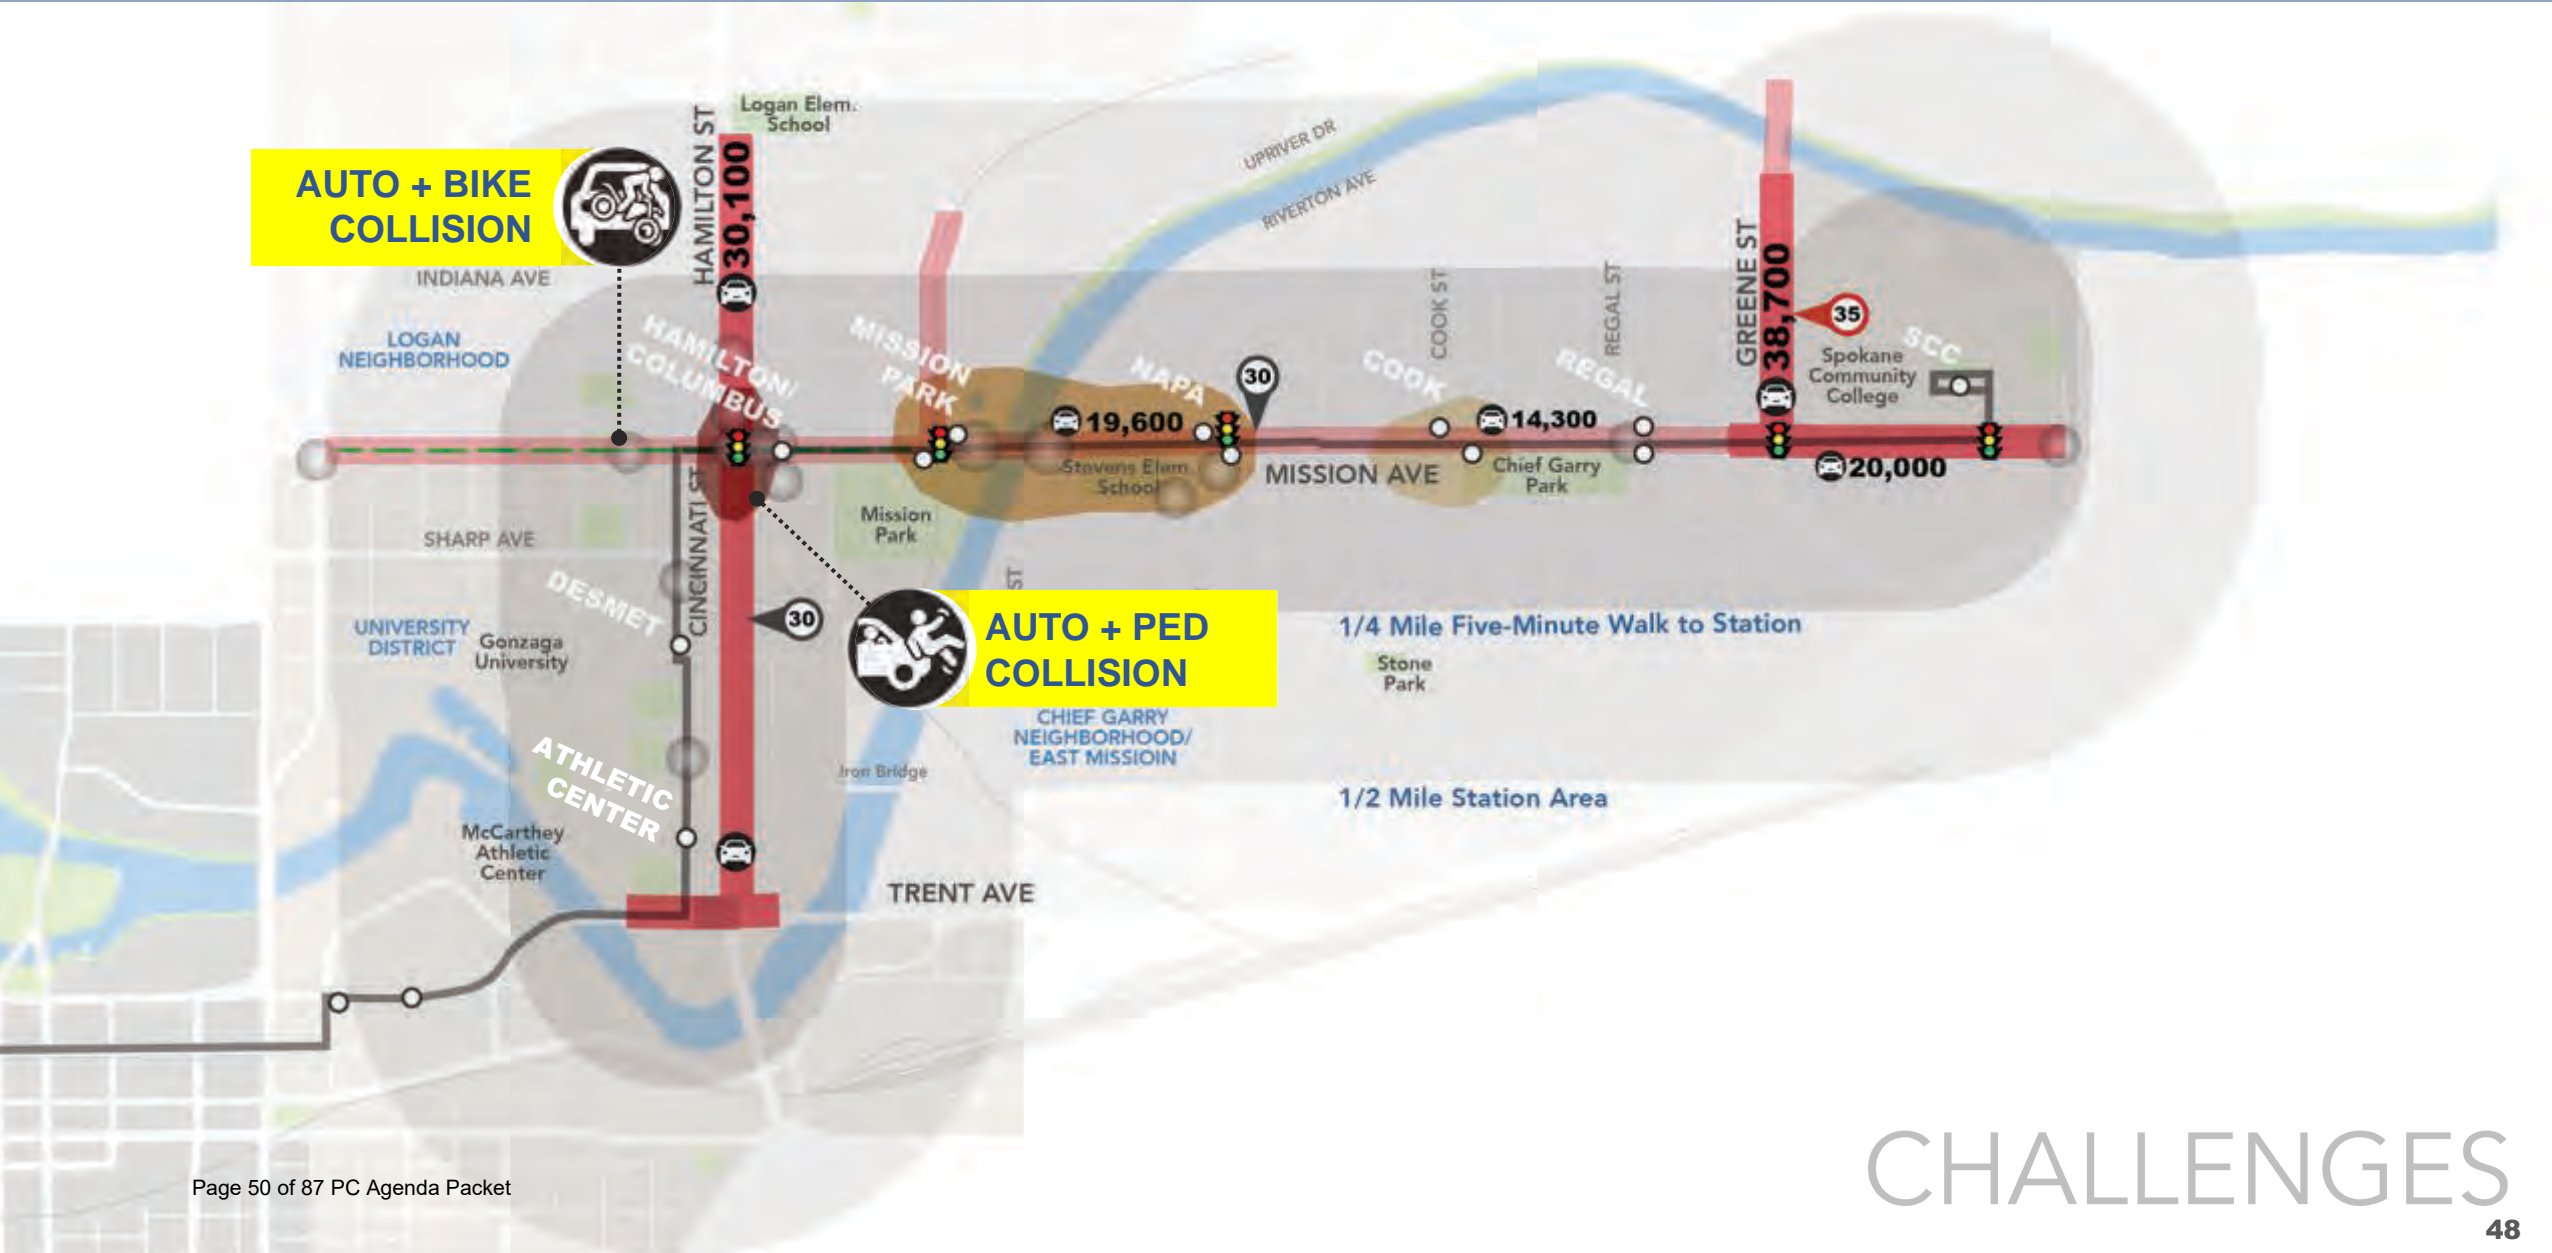 Logan Elem.
School
HAMILTON ST
30,100
AUTO + BIKE
COLLISION
UPRIVER DR
RIVERTON AVE
INDIANA AVE
LOGAN
NEIGHBORHOOD
HAMILTON/
COLUMBUS
MISSION
PARK
NAPA
30
COOK ST
COOK
REGAL ST
REGAL
GREENE ST
38,700
35
SCC
Spokane
Community
College
19,600
14,300
Stevens Elem.
School
MISSION AVE
Chief Garry
Park
20,000
Mission
Park
SHARP AVE
CINCINNATI ST
DESMET
ST
UNIVERSITY
DISTRICT
Gonzaga
University
30
AUTO + PED
COLLISION
1/4 Mile Five-Minute Walk to Station
Stone
Park
CHIEF GARRY
NEIGHBORHOOD/
EAST MISSIOIN
ATHLETIC
CENTER
Iron Bridge
1/2 Mile Station Area
McCarthey
Athletic
Center
TRENT AVE
Page 50 of 87 PC Agenda Packet
CHALLENGES
48